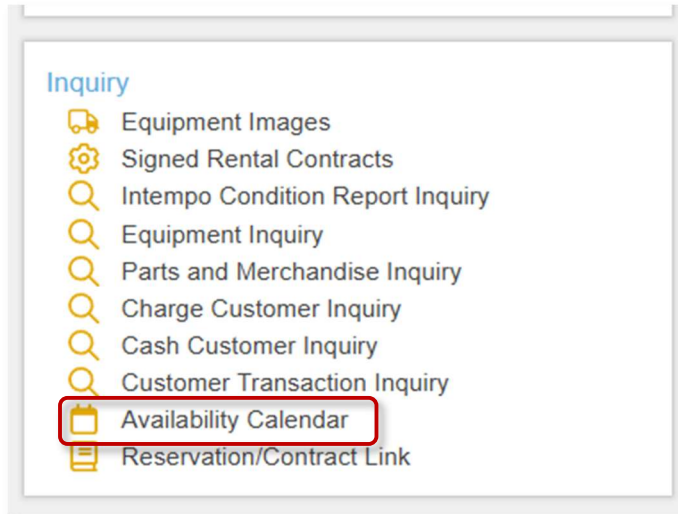 Inquiry
Equipment Images
Signed Rental Contracts
Intempo Condition Report Inquiry
Equipment Inquiry
Parts and Merchandise Inquiry
Charge Customer Inquiry
Cash Customer Inquiry
Customer Transaction Inquiry
Availability Calendar
Reservation/Contract Link